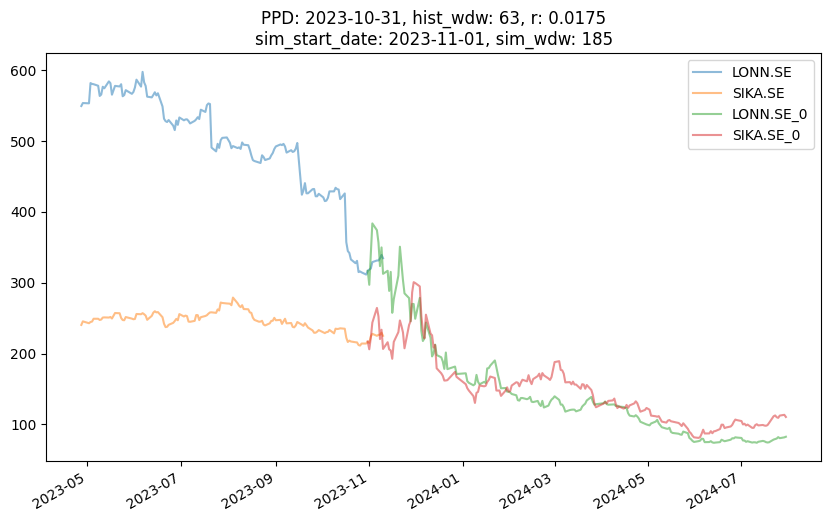 PPD: 2023-10-31, hist_wdw: 63, r: 0.0175
sim_start_date: 2023-11-01, sim_wdw: 185
600
500
400
300
200
100
LONN.SE
SIKA.SE
LONN.SE_0
SIKA.SE_0
2023-05
2023-07
2023-09
2023-11
2024-01
2024-03
2024-05
2024-07